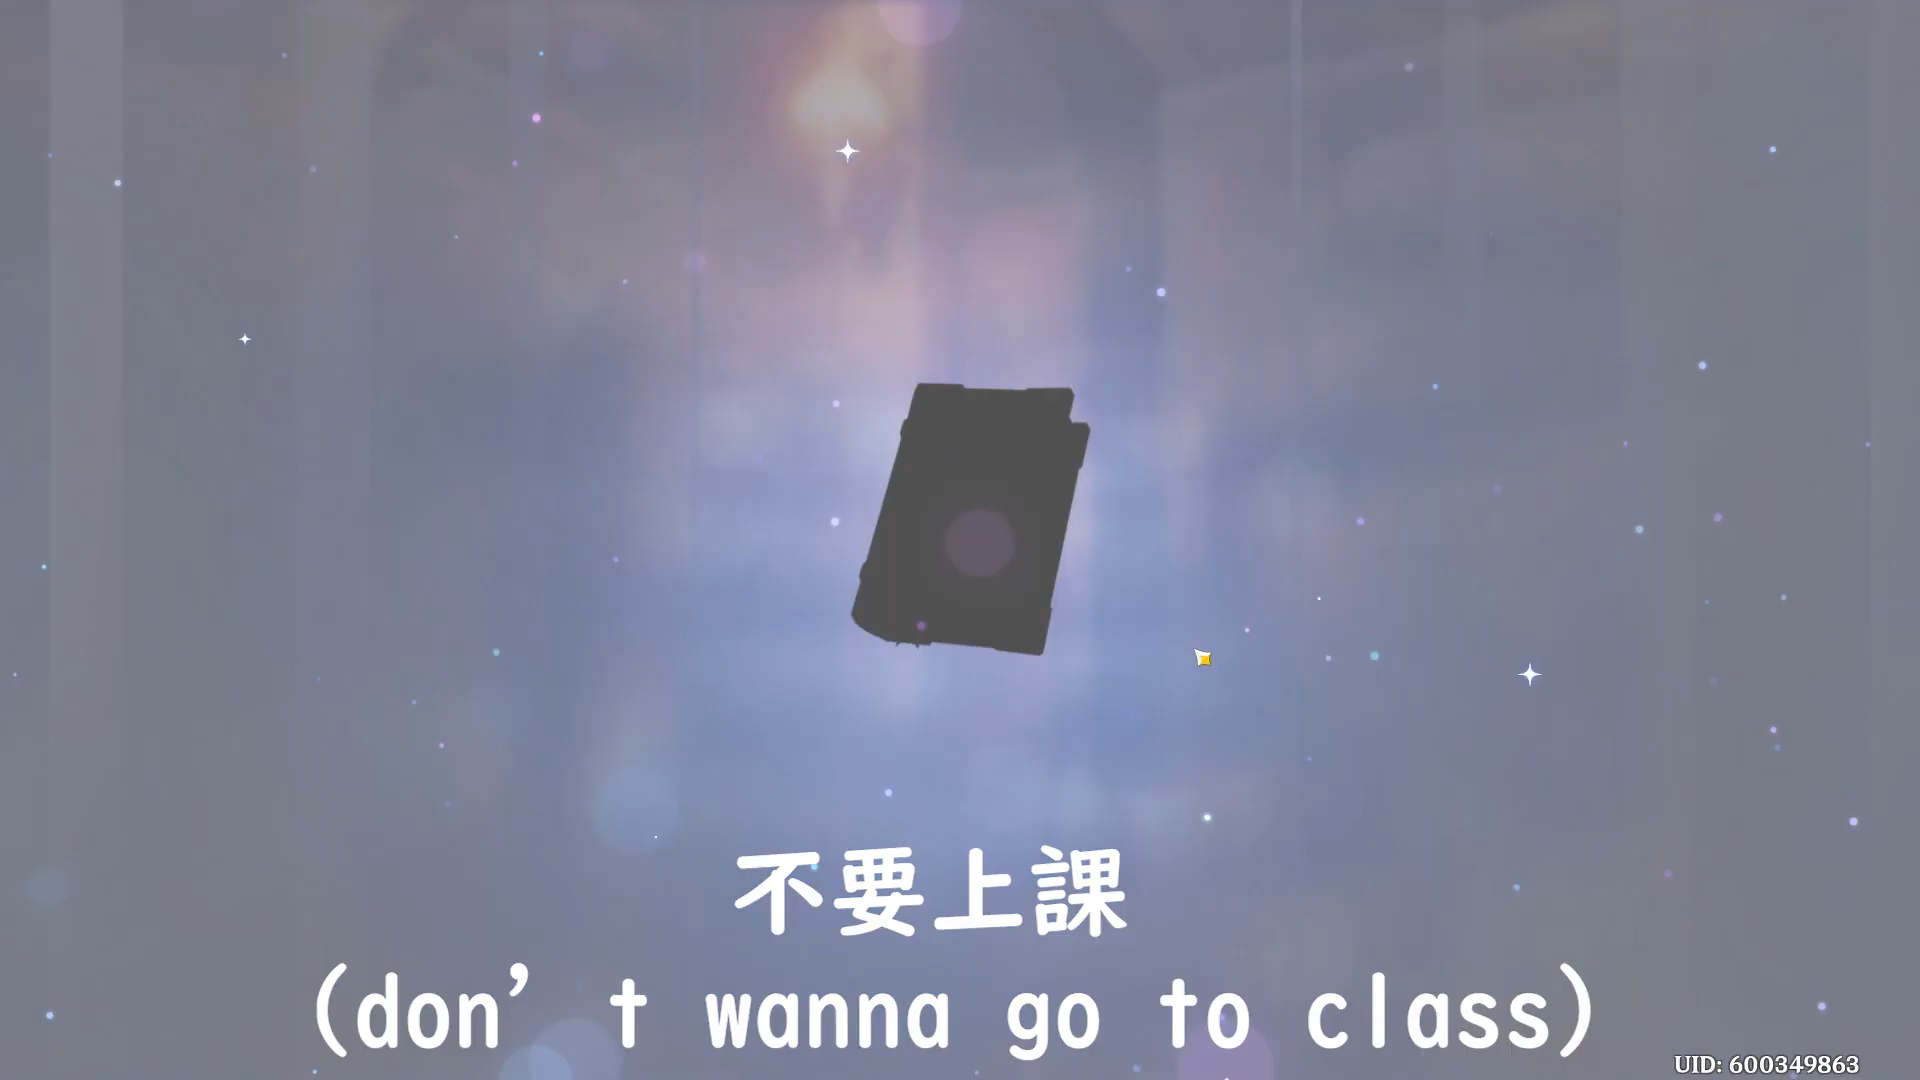 不要上課
(don't wanna go to class)
UID: 600349863